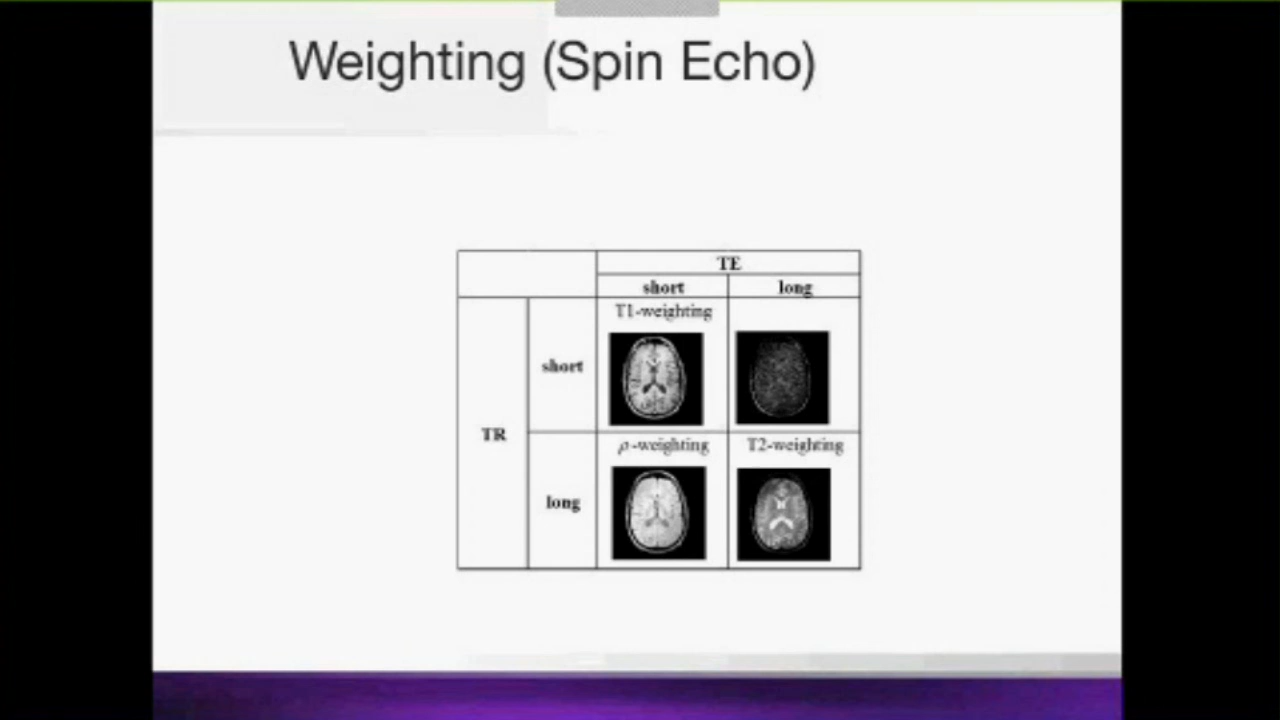 Weighting (Spin Echo)
TE
short long
T1-weighting
short
TR
ρ-weighting T2-weighting
long